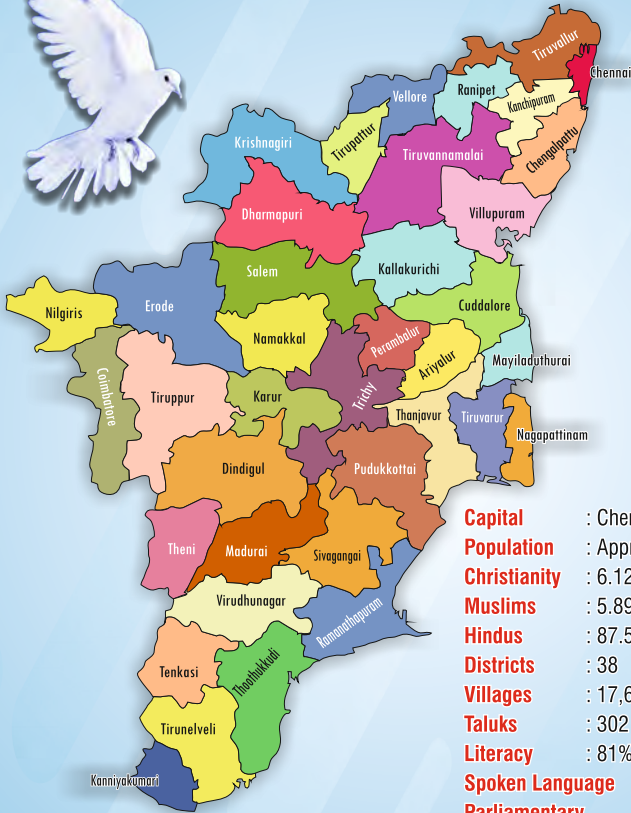 Tiruvallur
Chennai
Vellore
Ranipet
Kanchipuram
Krishnagiri
Tirupattur
Tiruvannamalai
Chengalpattu
Dharmapuri
Villupuram
Salem
Kallakurichi
Nilgiris
Erode
Cuddalore
Namakkal
Perambalur
Ariyalur
Mayiladuthurai
Coimbatore
Tiruppur
Karur
Trichy
Thanjavur
Tiruvarur
Nagapattinam
Dindigul
Pudukkottai
Theni
Madurai
Sivagangai
Virudhunagar
Ramanathapuram
Tenkasi
Thoothukkudi
Tirunelveli
Kanniyakumari
Capital : Cher
Population : Appr
Christianity : 6.12
Muslims : 5.89
Hindus : 87.5
Districts : 38
Villages : 17,6
Taluks : 302
Literacy : 81%
Spoken Language
Parliamentary